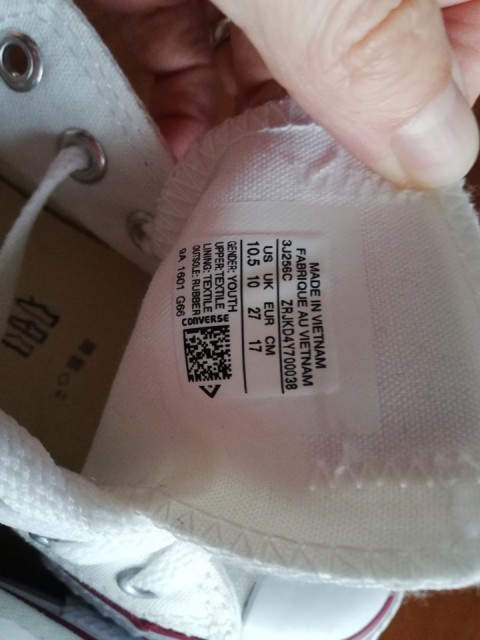 MADE IN VIETNAM
FABRIQUE AU VIETNAM
3J256C ZRJKD4Y700038
US UK EUR CM
10.5 10 27 17
GENDER: YOUTH
UPPER: TEXTILE
LINING: TEXTILE
OUTSOLE: RUBBER
CONVERSE
9A 1601 G66